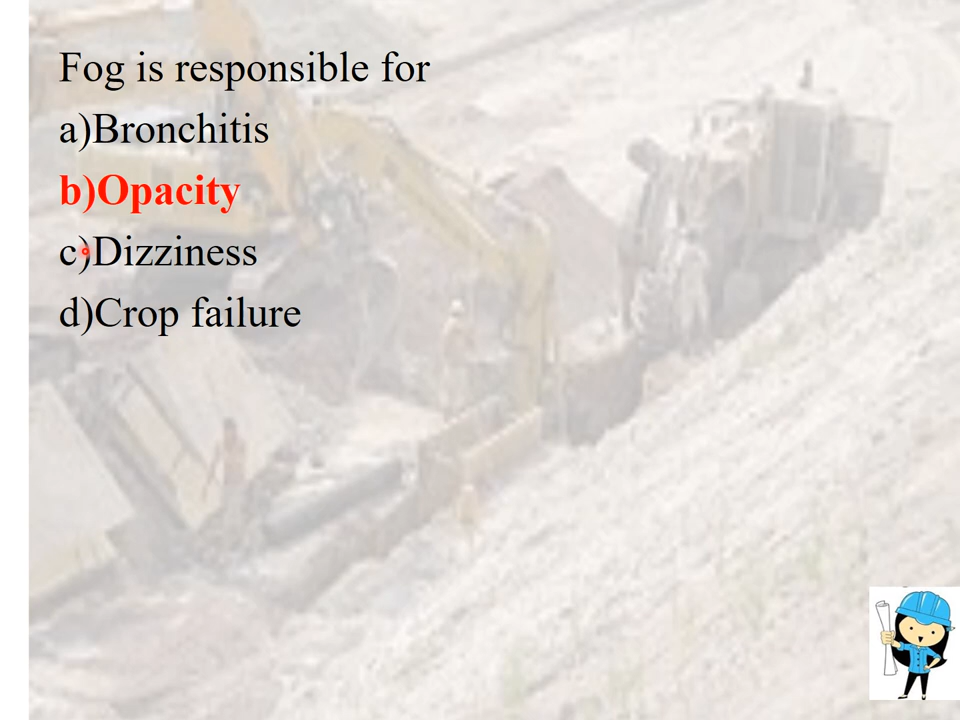 Fog is responsible for
a)Bronchitis
b)Opacity
c)Dizziness
d)Crop failure